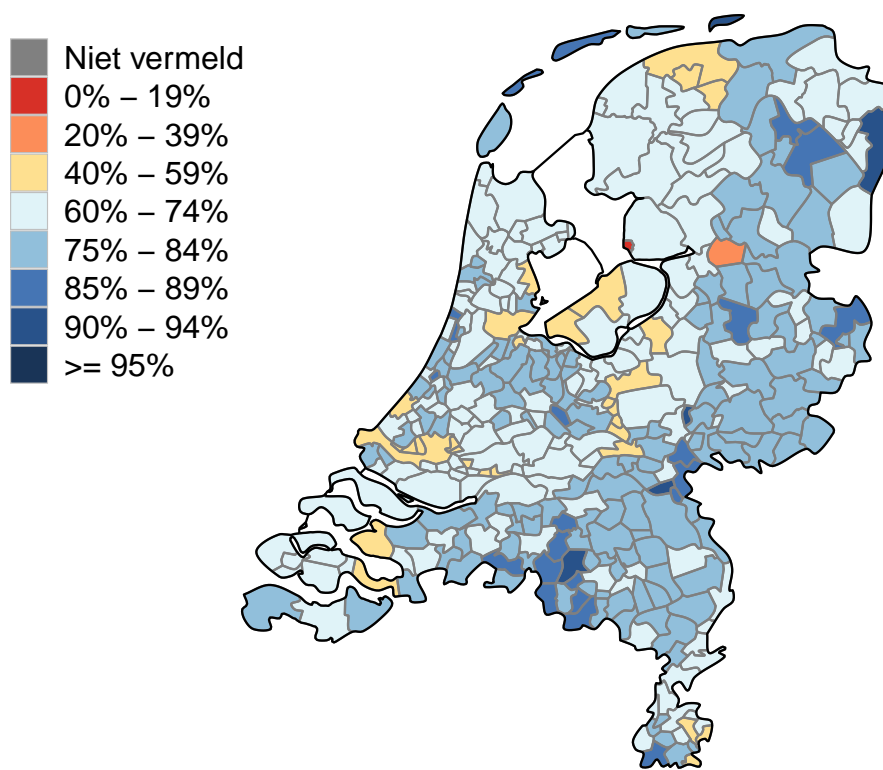 Niet vermeld
0% – 19%
20% – 39%
40% – 59%
60% – 74%
75% – 84%
85% – 89%
90% – 94%
>= 95%